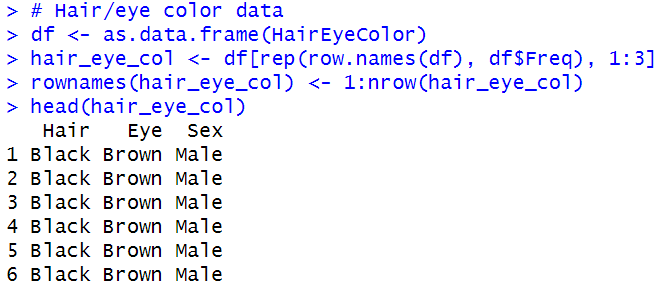 > # Hair/eye color data
> df <- as.data.frame(HairEyeColor)
> hair_eye_col <- df[rep(row.names(df), df$Freq), 1:3]
> rownames(hair_eye_col) <- 1:nrow(hair_eye_col)
> head(hair_eye_col)
   Hair   Eye  Sex
1 Black Brown Male
2 Black Brown Male
3 Black Brown Male
4 Black Brown Male
5 Black Brown Male
6 Black Brown Male